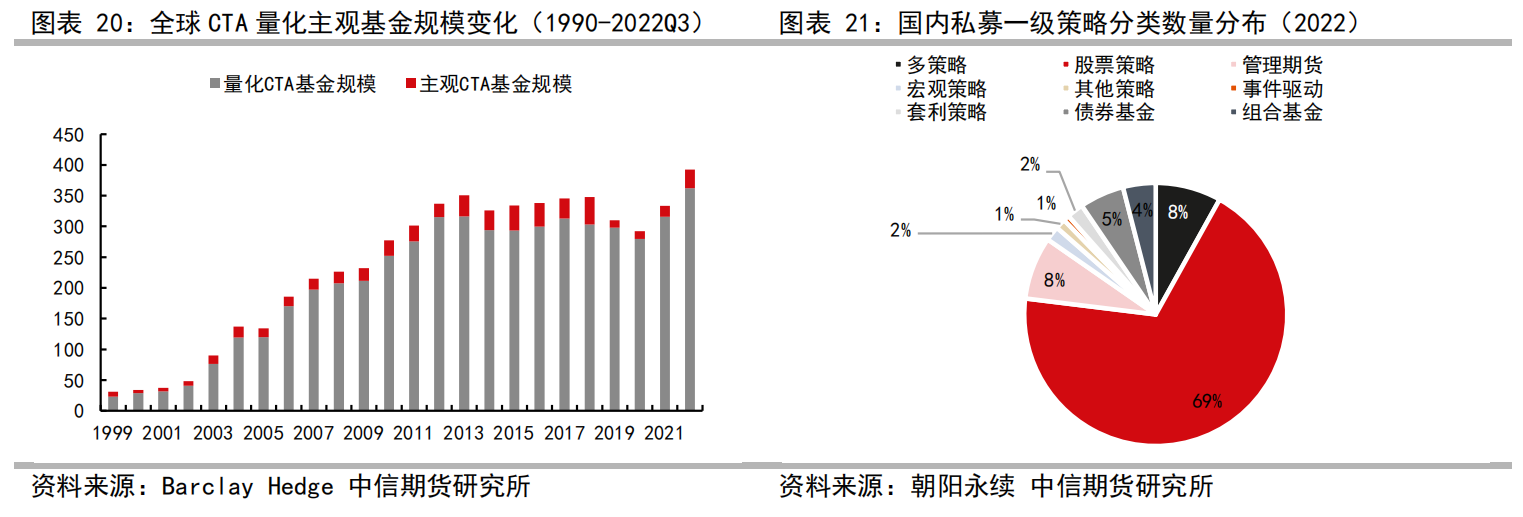 图表 20：全球 CTA 量化主观基金规模变化（1990-2022Q3）
量化CTA基金规模 主观CTA基金规模
450
400
350
300
250
200
150
100
50
0
1999 2001 2003 2005 2007 2009 2011 2013 2015 2017 2019 2021
资料来源：Barclay Hedge 中信期货研究所
图表 21：国内私募一级策略分类数量分布（2022）
多策略 股票策略 管理期货
宏观策略 其他策略 事件驱动
套利策略 债券基金 组合基金
2%
1%
1%
2%
5%
4%
8%
8%
69%
资料来源：朝阳永续 中信期货研究所